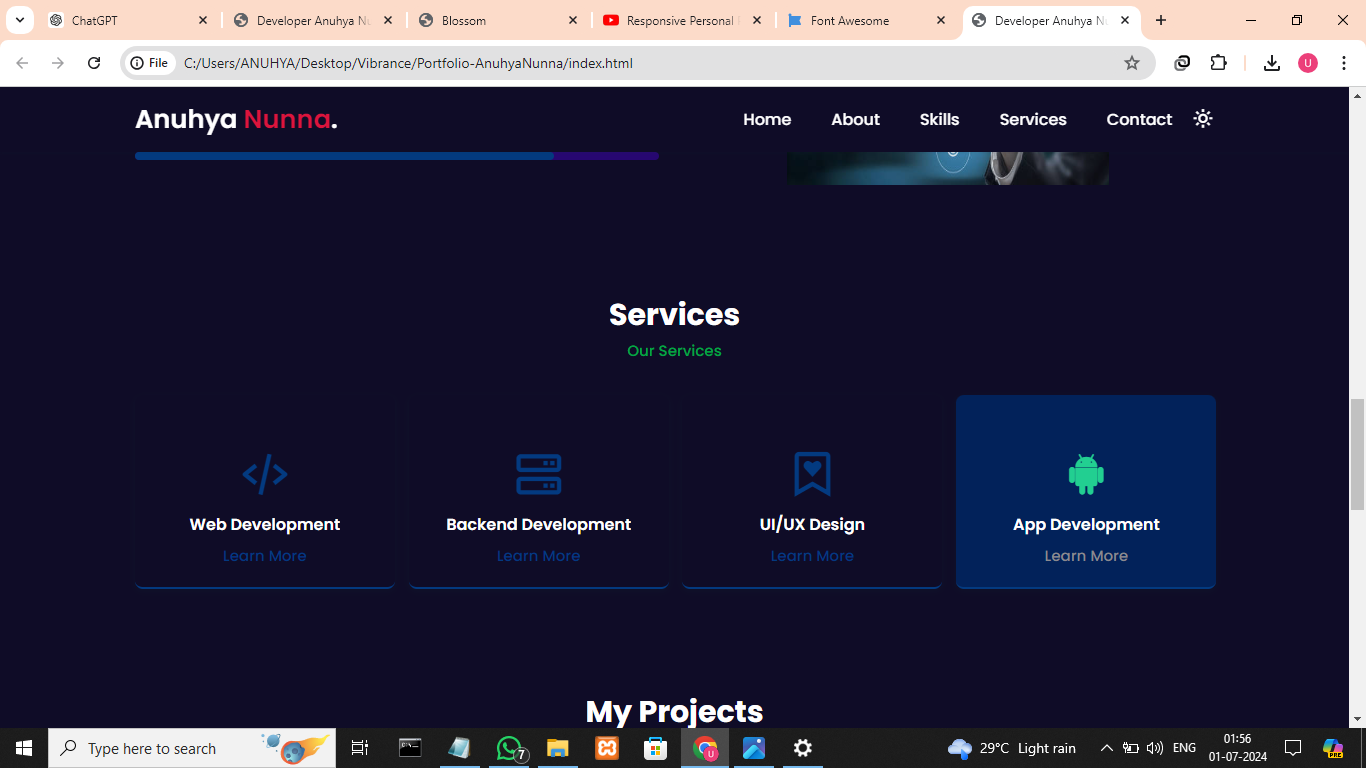 ChatGPT
Developer Anuhya Nu
Blossom
Responsive Personal
Font Awesome
Developer Anuhya Nu
File
C:/Users/ANUHYA/Desktop/Vibrance/Portfolio-AnuhyaNunna/index.html
U
Anuhya Nunna.
Home
About
Skills
Services
Contact
Services
Our Services
Web Development
Learn More
Backend Development
Learn More
UI/UX Design
Learn More
App Development
Learn More
My Projects
Type here to search
7
U
29°C Light rain
ENG
01:56
01-07-2024
PRE